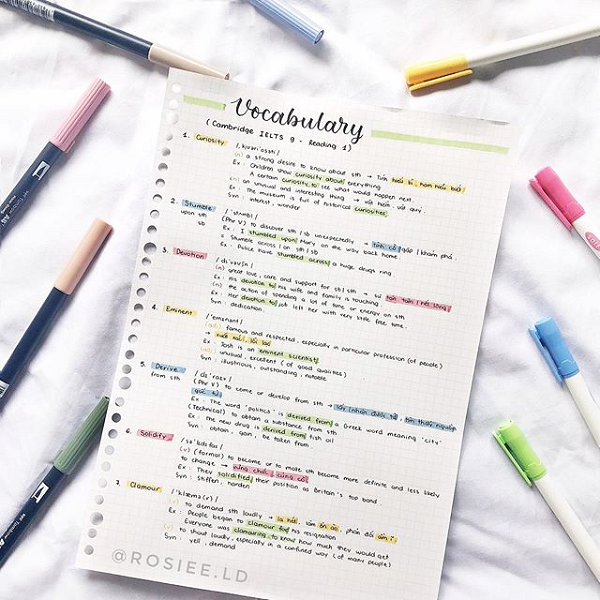 Vocabulary
(Cambridge IELTS 9. Reading 1)
1. Curiosity /ˌkjʊəriˈɒsəti/
(n) a strong desire to know about sth → Tính hiếu kì, ham hiểu biết
Ex: Children show curiosity about everything
A certain curiosity to see what would happen next.
(n) an unusual and interesting thing → vật hiếm, vật quý.
Ex: The museum is full of historical curiosities.
Syn: interest, wonder
2. Stumble /ˈstʌmbl/
upon sth (Phr V) to discover sth/sb unexpectedly → tình cờ gặp/khám phá
sb Ex: I stumbled upon Mary on the way back home.
Stumble across/on sth/sb
Ex: Police have stumbled across a huge drugs ring
3. Devotion /dɪˈvəʊʃn/
(n) great love, care and support for sb/sth → sự tận tâm/hết lòng
Ex: His devotion to his wife and family is touching
(n) the action of spending a lot of time or energy on sth
Ex: Her devotion to job left her with very little free time.
Syn: dedication.
4. Eminent /ˈemɪnənt/
famous and respected, especially in particular profession (of people)
→ xuất sắc, lỗi lạc
Ex: Josh is an eminent scientist
unusual, excellent (of good qualities)
Syn: illustrious, outstanding, notable
5. Derive /dɪˈraɪv/
from sth (Phr V) to come or develop from sth →
Ex: The word 'politics' is derived from a Greek word meaning 'city'
(Technical) to obtain a substance from sth
Ex: The new drug is derived from fish oil
Syn: obtain, gain, be taken from
6. Solidify /səˈlɪdɪfaɪ/
(v) (formal) to become or to make sth become more definite and less likely
to change → vững chắc, củng cố
Ex: They solidified their position as Britain's top band.
Syn: Stiffen, harden
7. Clamour /ˈklæmə(r)/
to demand sth loudly → la hét, làm ồn ào, phản đối ầm ĩ
Ex: People began to clamour for his resignation
Everyone was clamouring to know how much they would get
to shout loudly, especially in a confused way (of many people)
Syn: yell, demand
@ROSIEE.LD